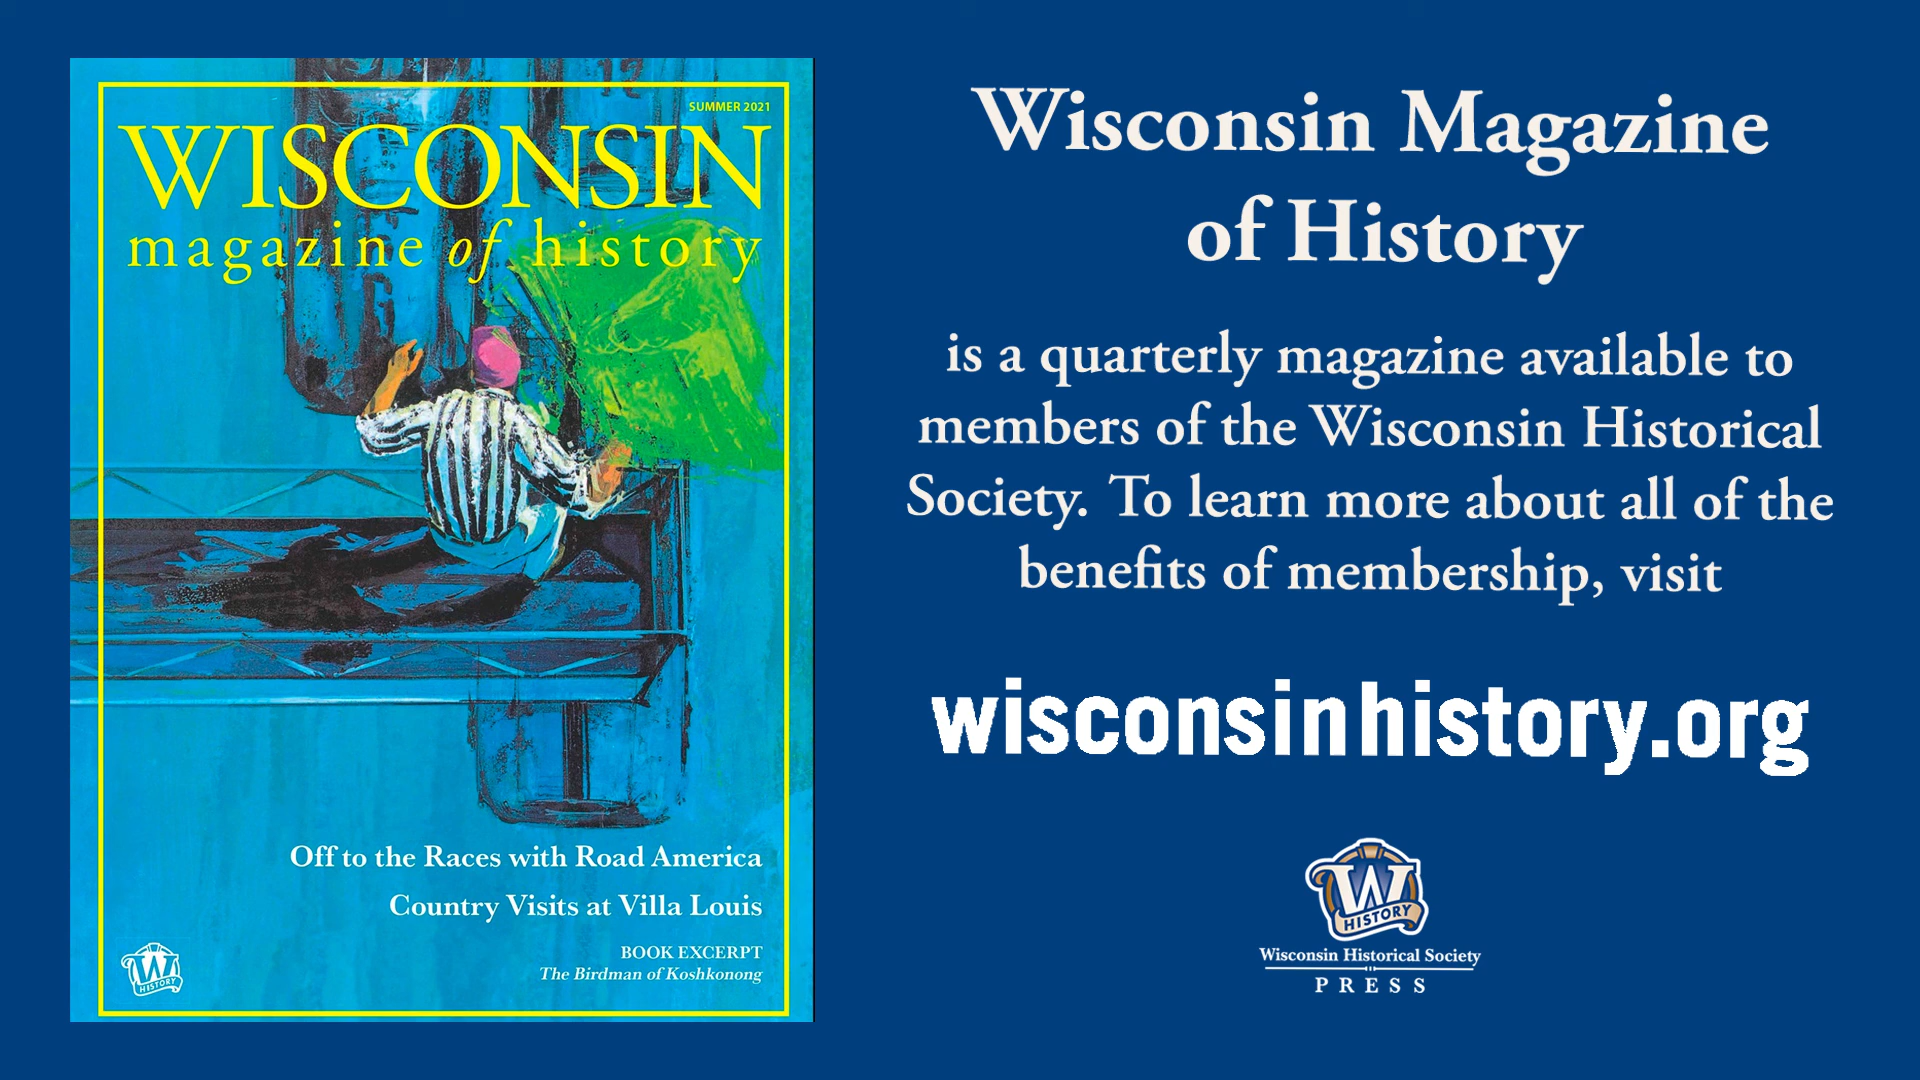 SUMMER 2021
WISCONSIN
magazine of history
Off to the Races with Road America
Country Visits at Villa Louis
BOOK EXCERPT
The Birdman of Koshkonong
W
HISTORY
Wisconsin Magazine
of History
is a quarterly magazine available to
members of the Wisconsin Historical
Society. To learn more about all of the
benefits of membership, visit
wisconsinhistory.org
W
HISTORY
Wisconsin Historical Society
PRESS